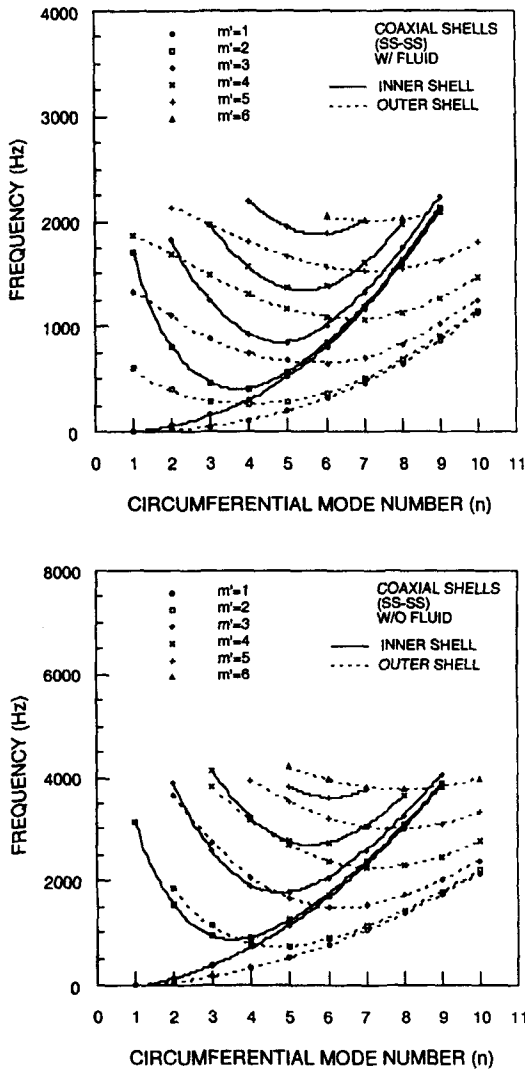 4000
3000
2000
1000
0
FREQUENCY (Hz)
m'=1
m'=2
m'=3
m'=4
m'=5
m'=6
COAXIAL SHELLS
(SS-SS)
W/ FLUID
INNER SHELL
OUTER SHELL
0 1 2 3 4 5 6 7 8 9 10 11
CIRCUMFERENTIAL MODE NUMBER (n)
8000
6000
4000
2000
0
FREQUENCY (Hz)
m'=1
m'=2
m'=3
m'=4
m'=5
m'=6
COAXIAL SHELLS
(SS-SS)
W/O FLUID
INNER SHELL
OUTER SHELL
0 1 2 3 4 5 6 7 8 9 10 11
CIRCUMFERENTIAL MODE NUMBER (n)